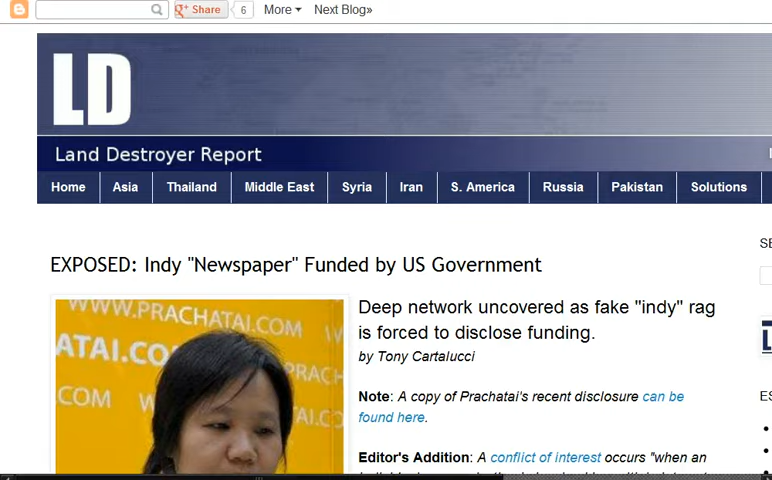 Share
6
More
Next Blog»
LD
Land Destroyer Report
Home
Asia
Thailand
Middle East
Syria
Iran
S. America
Russia
Pakistan
Solutions
EXPOSED: Indy "Newspaper" Funded by US Government
WWW.PRACHATAI.COM
Deep network uncovered as fake "indy" rag
is forced to disclose funding.
by Tony Cartalucci
Note: A copy of Prachatai's recent disclosure can be
found here.
Editor's Addition: A conflict of interest occurs "when an